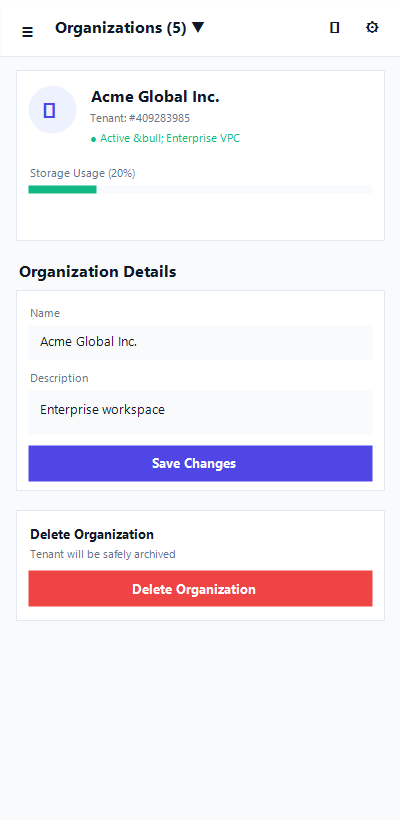 ☰ Organizations (5) ▼ ⚙
Acme Global Inc.
Tenant: #409283985
● Active &bull; Enterprise VPC
Storage Usage (20%)
Organization Details
Name
Acme Global Inc.
Description
Enterprise workspace
Save Changes
Delete Organization
Tenant will be safely archived
Delete Organization